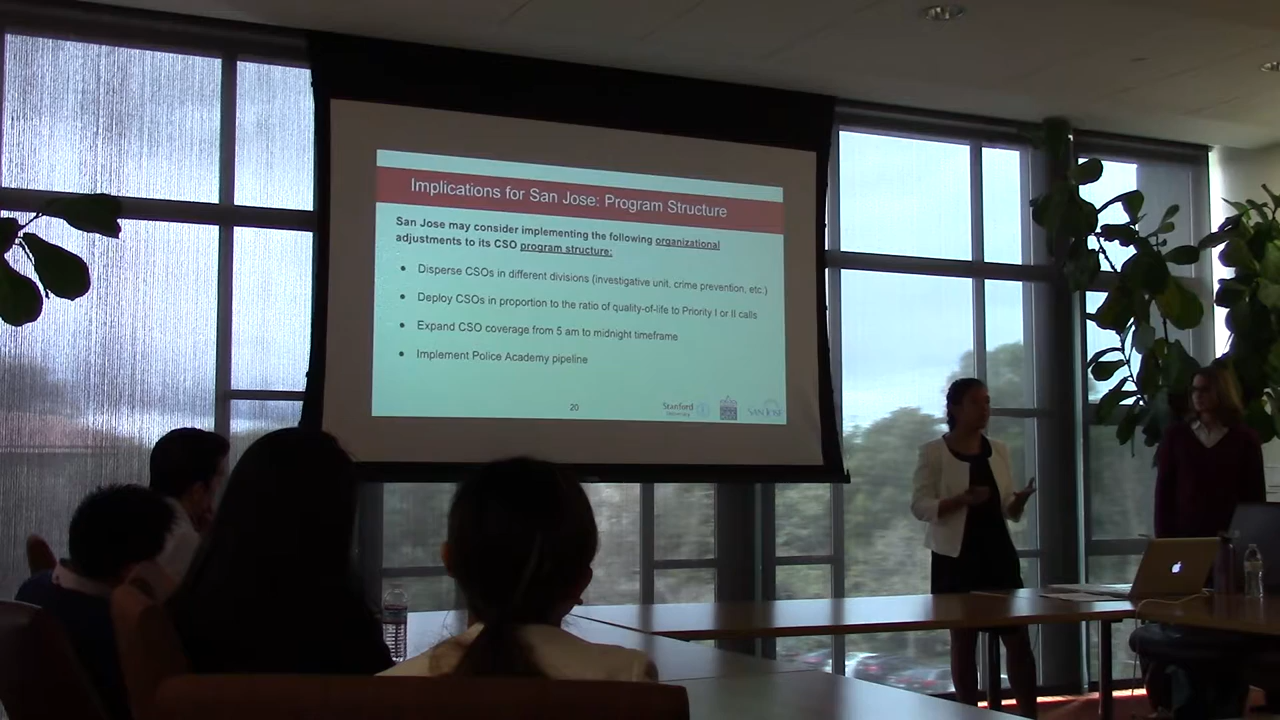 Implications for San Jose: Program Structure
San Jose may consider implementing the following organizational
adjustments to its CSO program structure:
• Disperse CSOs in different divisions (investigative unit, crime prevention, etc.)
• Deploy CSOs in proportion to the ratio of quality-of-life to Priority I or II calls
• Expand CSO coverage from 5 am to midnight timeframe
• Implement Police Academy pipeline
20
Stanford
University
SAN JOSE